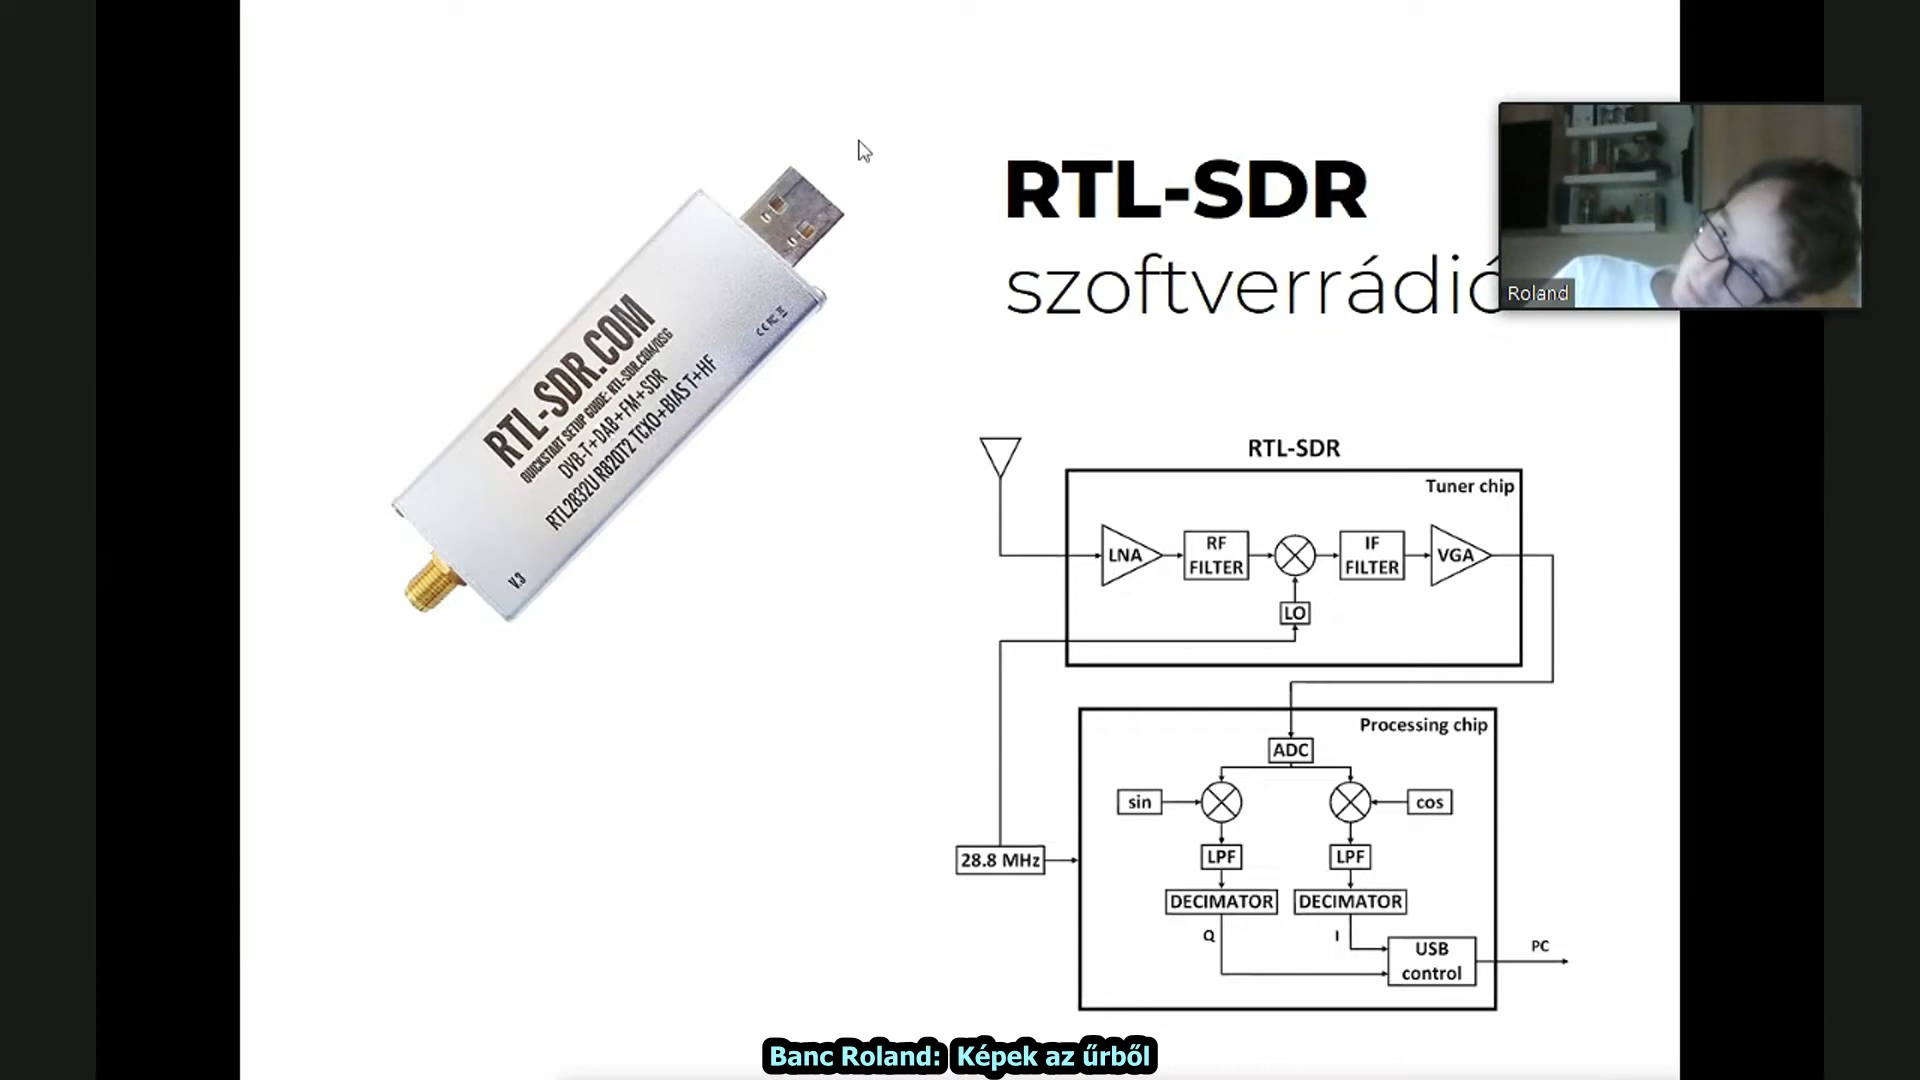 RTL-SDR
szoftverrádió
Roland
RTL-SDR.COM
QUICKSTART SETUP GUIDE: RTL-SDR.COM/QSG
DVB-T+DAB+FM+SDR
RTL2832U R820T2 TCXO+BIAS T+HF
V.3
RTL-SDR
Tuner chip
LNA
RF
FILTER
IF
FILTER
VGA
LO
Processing chip
ADC
sin
cos
28.8 MHz
LPF
LPF
DECIMATOR
DECIMATOR
Q
I
USB
control
PC
Banc Roland: Képek az űrből